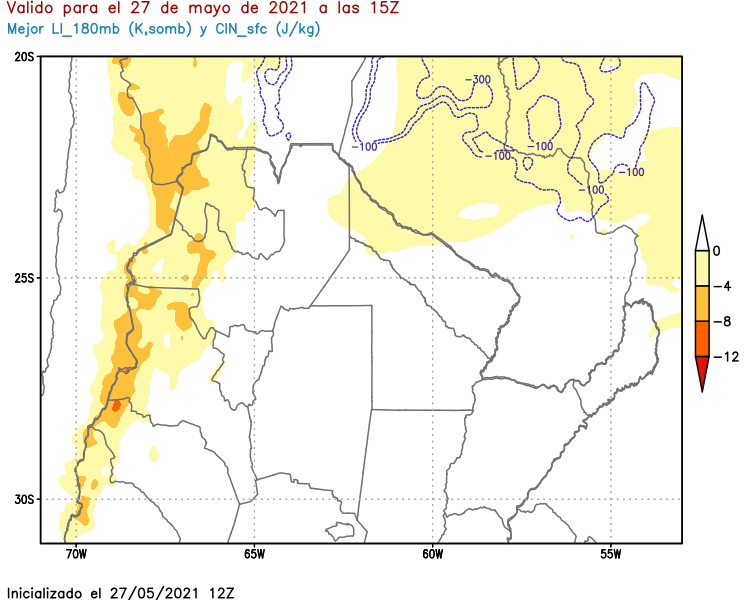 Valido para el 27 de mayo de 2021 a las 15Z
Mejor LI_180mb (K,somb) y CIN_sfc (J/kg)
20S
-300
-100
-100
-100
-100
-100
0
25S
-4
-8
-12
30S
70W 65W 60W 55W
Inicializado el 27/05/2021 12Z